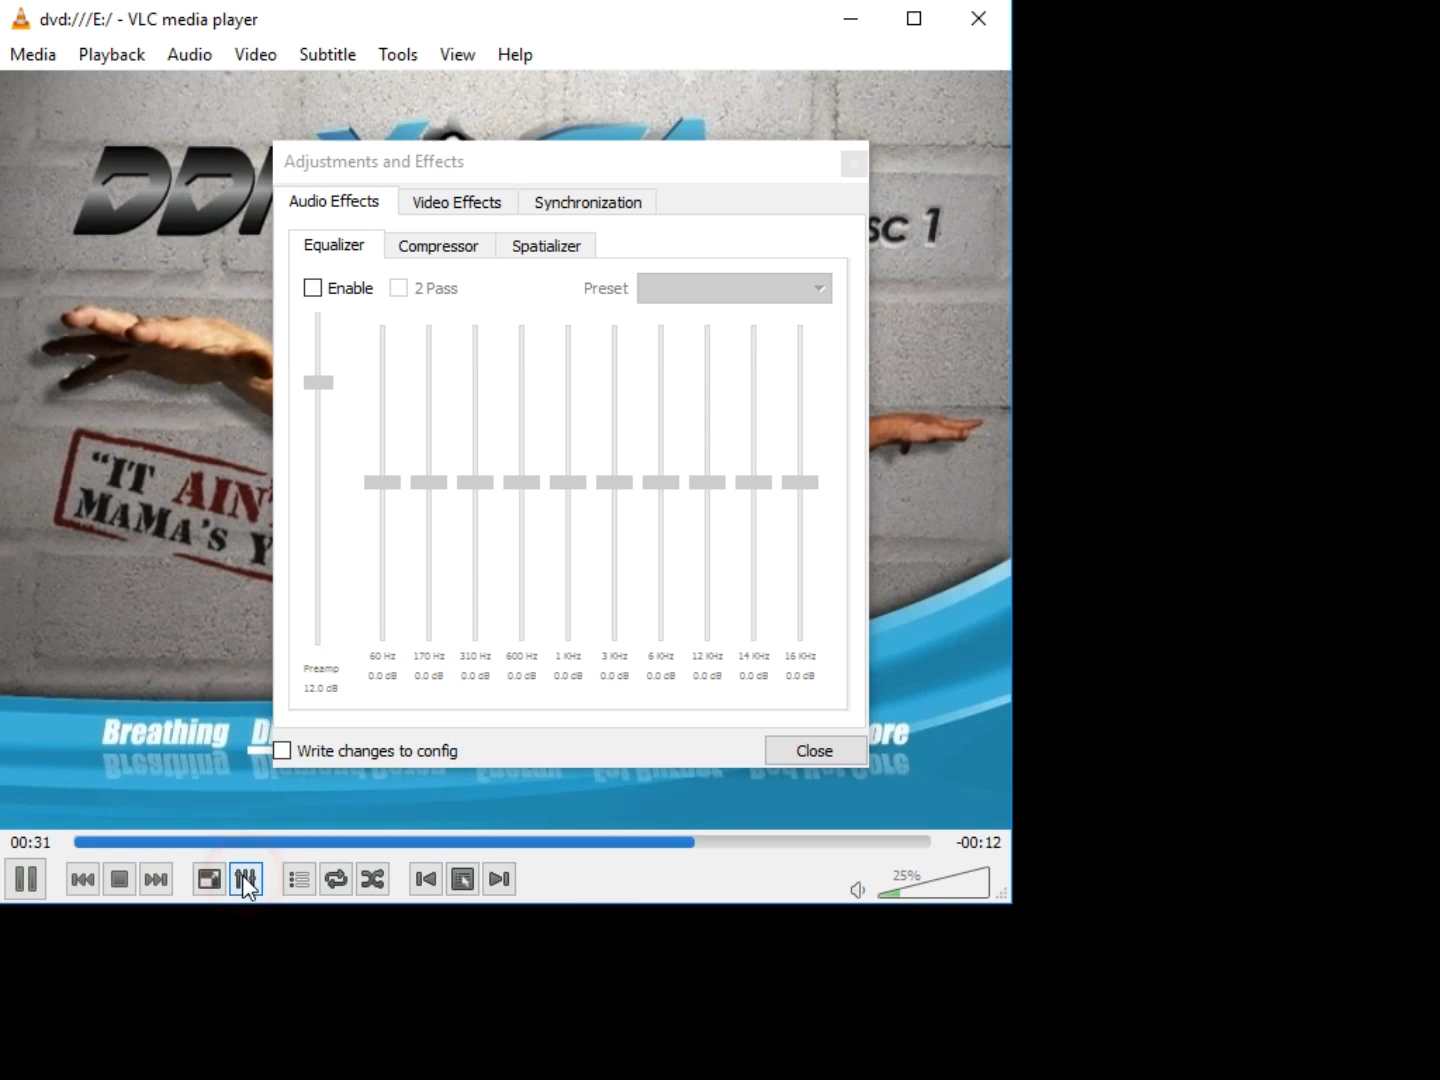 dvd:///E:/ - VLC media player
Media Playback Audio Video Subtitle Tools View Help
Adjustments and Effects
Audio Effects Video Effects Synchronization
sc 1
Equalizer Compressor Spatializer
Enable 2 Pass Preset
"IT AIN'
MAMA'S Y
60 Hz 170 Hz 310 Hz 600 Hz 1 KHz 3 KHz 6 KHz 12 KHz 14 KHz 16 KHz
Preamp 0.0 dB 0.0 dB 0.0 dB 0.0 dB 0.0 dB 0.0 dB 0.0 dB 0.0 dB 0.0 dB 0.0 dB
12.0 dB
Breathing D ore
Write changes to config Close
00:31 -00:12
25%